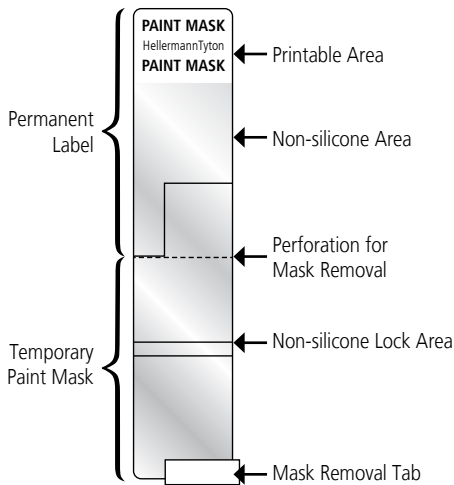 PAINT MASK
HellermannTyton
PAINT MASK
Printable Area
Permanent
Label
Non-silicone Area
Perforation for
Mask Removal
Non-silicone Lock Area
Temporary
Paint Mask
Mask Removal Tab